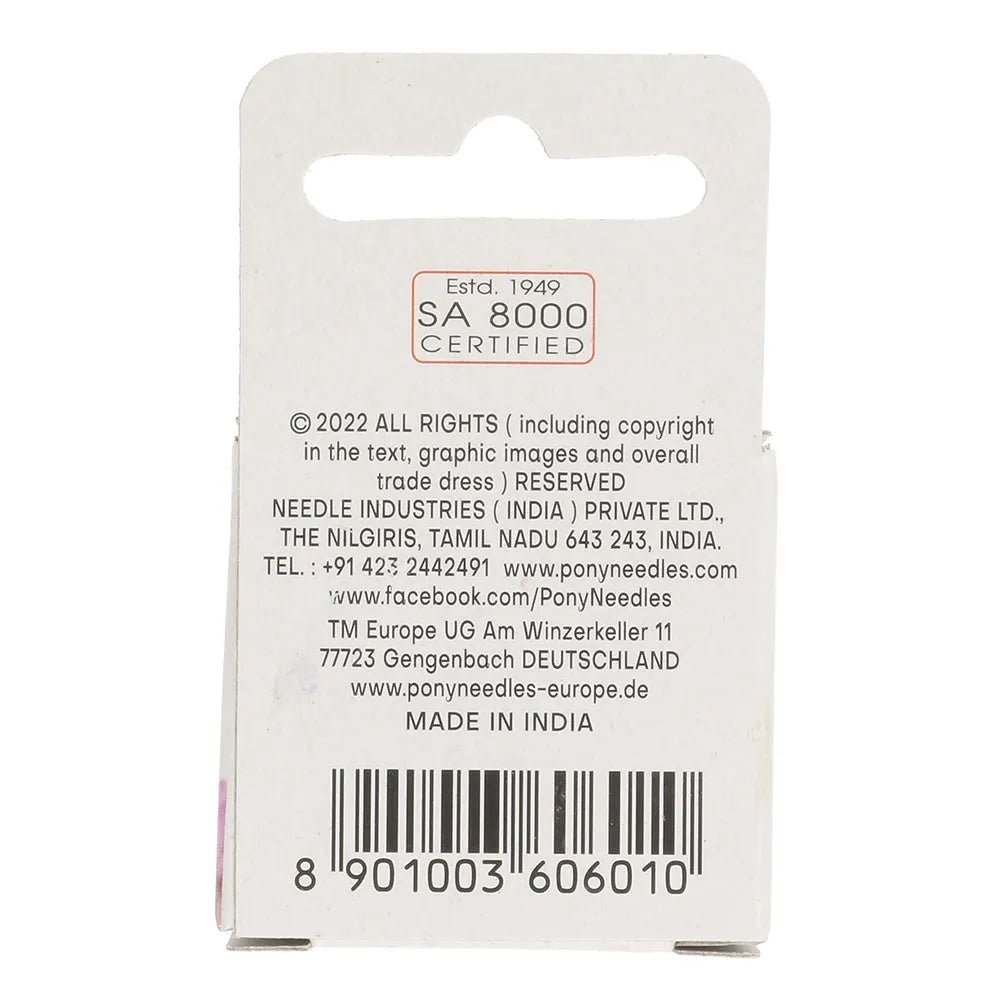 Estd. 1949
SA 8000
CERTIFIED
© 2022 ALL RIGHTS ( including copyright
in the text, graphic images and overall
trade dress ) RESERVED
NEEDLE INDUSTRIES ( INDIA ) PRIVATE LTD.,
THE NILGIRIS, TAMIL NADU 643 243, INDIA.
TEL. : +91 423 2442491 www.ponyneedles.com
www.facebook.com/PonyNeedles
TM Europe UG Am Winzerkeller 11
77723 Gengenbach DEUTSCHLAND
www.ponyneedles-europe.de
MADE IN INDIA
8 901003 606010